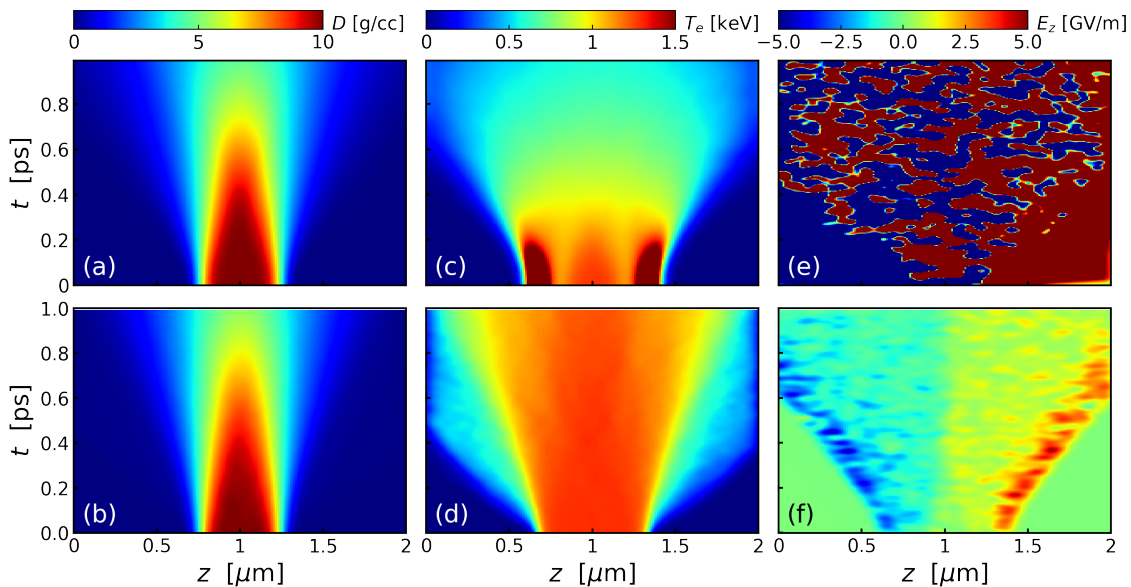 D [g/cc]
0 5 10
T_e [keV]
0 0.5 1.0 1.5
E_z [GV/m]
−5.0 −2.5 0.0 2.5 5.0
t [ps]
0.8
0.6
0.4
0.2
0
(a)
(c)
(e)
t [ps]
1.0
0.8
0.6
0.4
0.2
0.0
(b)
(d)
(f)
0 0.5 1 1.5 2
0 0.5 1 1.5 2
0 0.5 1 1.5 2
z [μm]
z [μm]
z [μm]